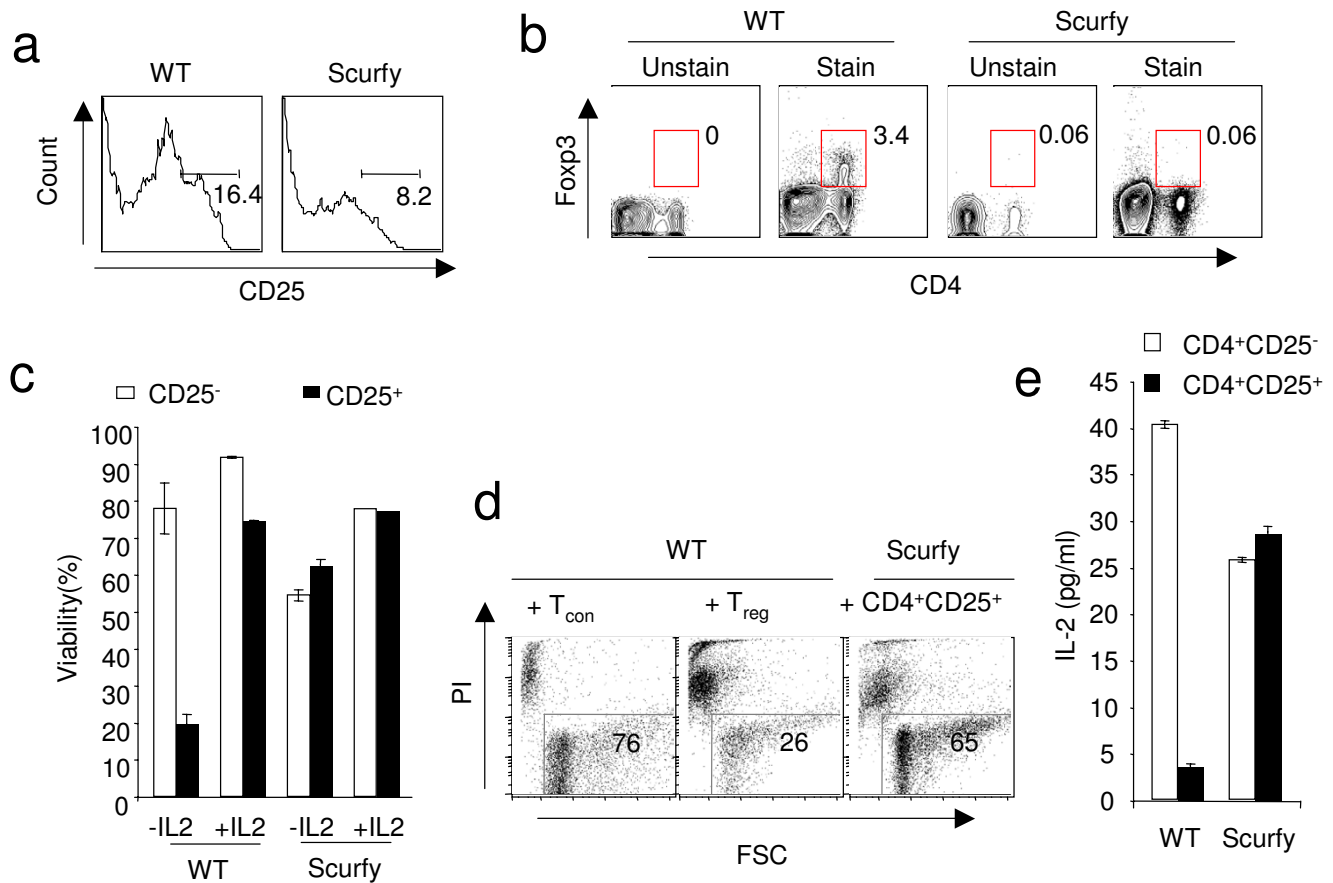 a
WT
Scurfy
Count
16.4
8.2
CD25
b
WT
Scurfy
Unstain
Stain
Unstain
Stain
Foxp3
0
3.4
0.06
0.06
CD4
c
CD25⁻
CD25⁺
Viability(%)
100
90
80
70
60
50
40
30
20
10
0
-IL2
+IL2
-IL2
+IL2
WT
Scurfy
d
WT
Scurfy
+ Tcon
+ Treg
+ CD4⁺CD25⁺
PI
76
26
65
FSC
e
CD4⁺CD25⁻
CD4⁺CD25⁺
IL-2 (pg/ml)
45
40
35
30
25
20
15
10
5
0
WT
Scurfy